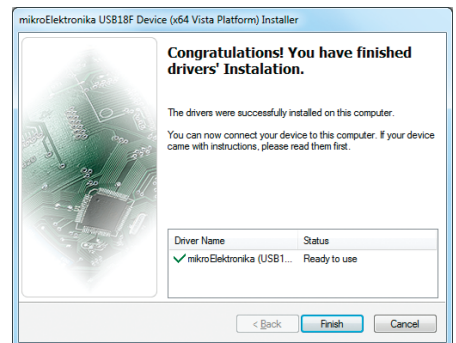 mikroElektronika USB18F Device (x64 Vista Platform) Installer
Congratulations! You have finished
drivers' Instalation.
The drivers were successfully installed on this computer.
You can now connect your device to this computer. If your device
came with instructions, please read them first.
Driver Name Status
mikroElektronika (USB1... Ready to use
< Back Finish Cancel